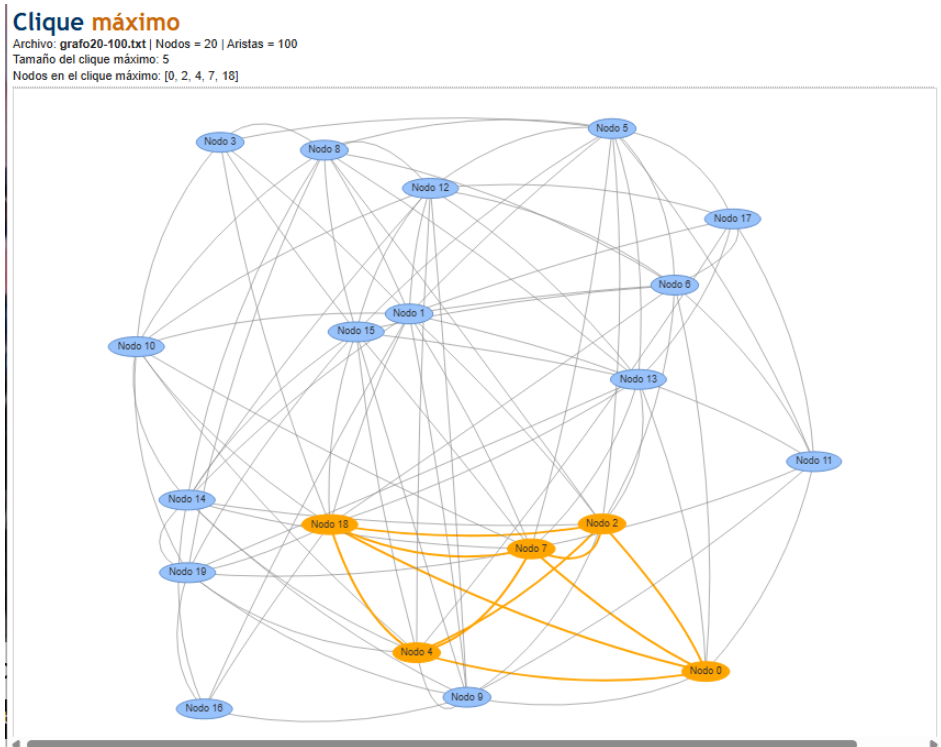 Clique máximo
Archivo: grafo20-100.txt | Nodos = 20 | Aristas = 100
Tamaño del clique máximo: 5
Nodos en el clique máximo: [0, 2, 4, 7, 18]
Nodo 5
Nodo 3
Nodo 8
Nodo 12
Nodo 17
Nodo 6
Nodo 1
Nodo 15
Nodo 10
Nodo 13
Nodo 11
Nodo 14
Nodo 18
Nodo 2
Nodo 7
Nodo 19
Nodo 4
Nodo 0
Nodo 9
Nodo 16